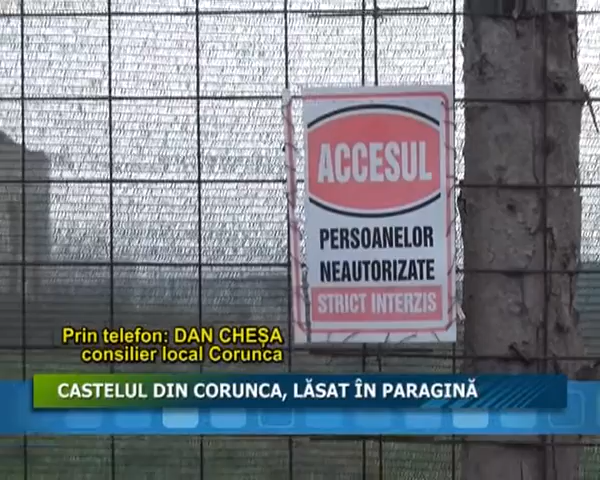 ACCESUL
PERSOANELOR
NEAUTORIZATE
STRICT INTERZIS
Prin telefon: DAN CHEȘA
consilier local Corunca
CASTELUL DIN CORUNCA, LĂSAT ÎN PARAGINĂ